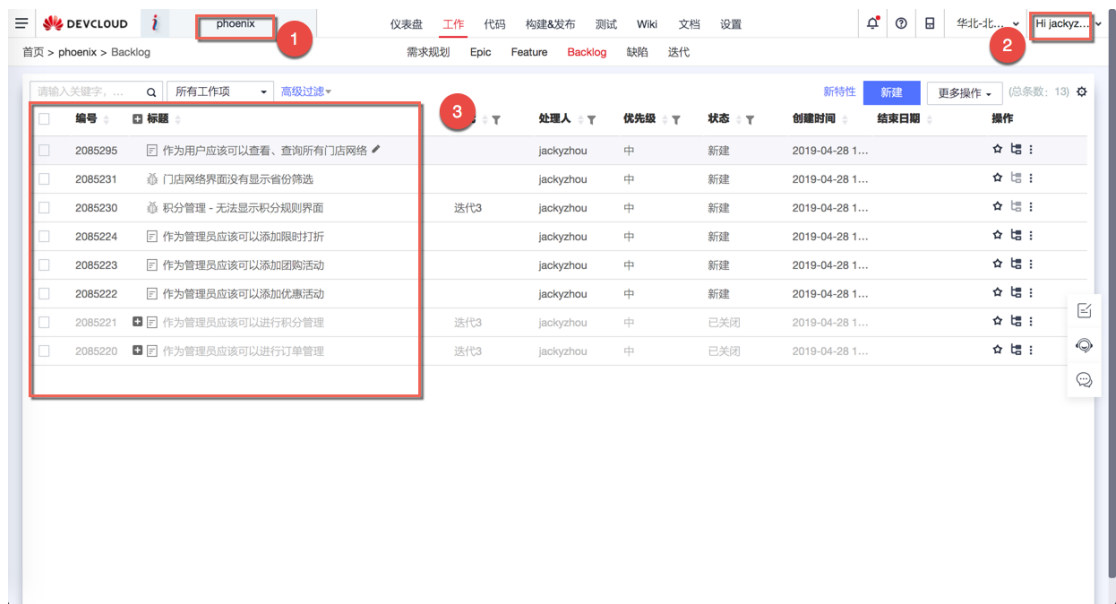 DEVCLOUD i phoenix 仪表盘 工作 代码 构建&发布 测试 Wiki 文档 设置 华北-北... Hi jackyz...
1 2
首页 > phoenix > Backlog 需求规划 Epic Feature Backlog 缺陷 迭代
请输入关键字，... 所有工作项 高级过滤 新特性 新建 更多操作 (总条数：13)
3
编号 标题 处理人 优先级 状态 创建时间 结束日期 操作
2085295 作为用户应该可以查看、查询所有门店网络 jackyzhou 中 新建 2019-04-28 1...
2085231 门店网络界面没有显示省份筛选 jackyzhou 中 新建 2019-04-28 1...
2085230 积分管理 - 无法显示积分规则界面 迭代3 jackyzhou 中 新建 2019-04-28 1...
2085224 作为管理员应该可以添加限时打折 jackyzhou 中 新建 2019-04-28 1...
2085223 作为管理员应该可以添加团购活动 jackyzhou 中 新建 2019-04-28 1...
2085222 作为管理员应该可以添加优惠活动 jackyzhou 中 新建 2019-04-28 1...
2085221 作为管理员应该可以进行积分管理 迭代3 jackyzhou 中 已关闭 2019-04-28 1...
2085220 作为管理员应该可以进行订单管理 迭代3 jackyzhou 中 已关闭 2019-04-28 1...